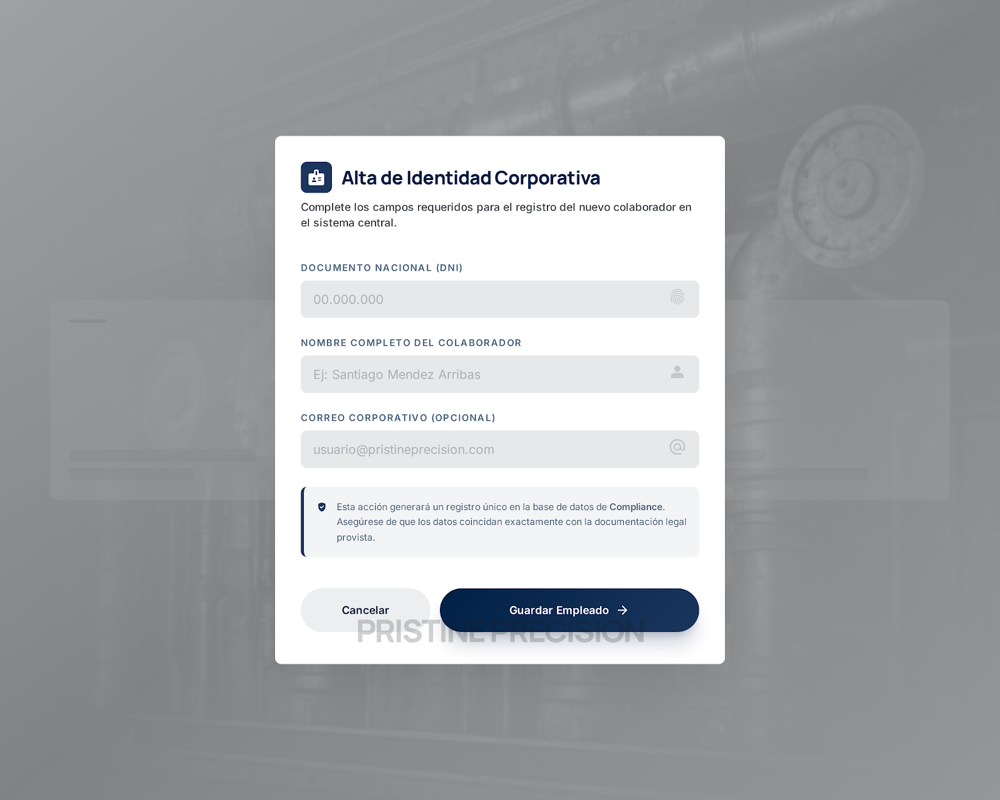 Alta de Identidad Corporativa
Complete los campos requeridos para el registro del nuevo colaborador en
el sistema central.
DOCUMENTO NACIONAL (DNI)
00.000.000
NOMBRE COMPLETO DEL COLABORADOR
Ej: Santiago Mendez Arribas
CORREO CORPORATIVO (OPCIONAL)
usuario@pristineprecision.com
Esta acción generará un registro único en la base de datos de Compliance.
Asegúrese de que los datos coincidan exactamente con la documentación legal
provista.
Cancelar
Guardar Empleado
PRISTINE PRECISION